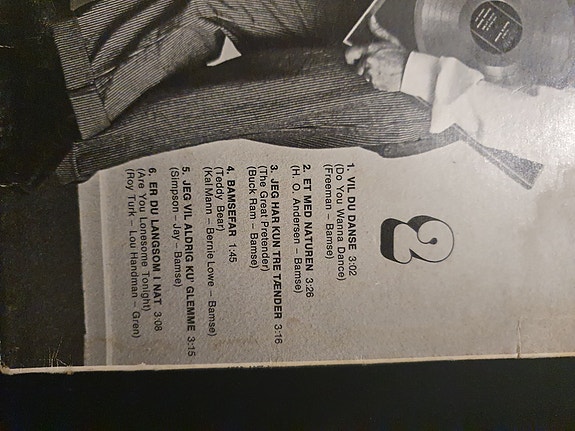 2
1. VIL DU DANSE 3:02
(Do You Wanna Dance)
(Freeman – Bamse)
2. ET MED NATUREN 3:26
(H. O. Andersen – Bamse)
3. JEG HAR KUN TRE TÆNDER 3:16
(The Great Pretender)
(Buck Ram – Bamse)
4. BAMSEFAR 1:45
(Teddy Bear)
(Kal Mann – Bernie Lowe – Bamse)
5. JEG VIL ALDRIG KU' GLEMME 3:15
(Simpson – Jay – Bamse)
6. ER DU LANGSOM I NAT 3:08
(Are You Lonesome Tonight)
(Roy Turk – Lou Handman – Gren)